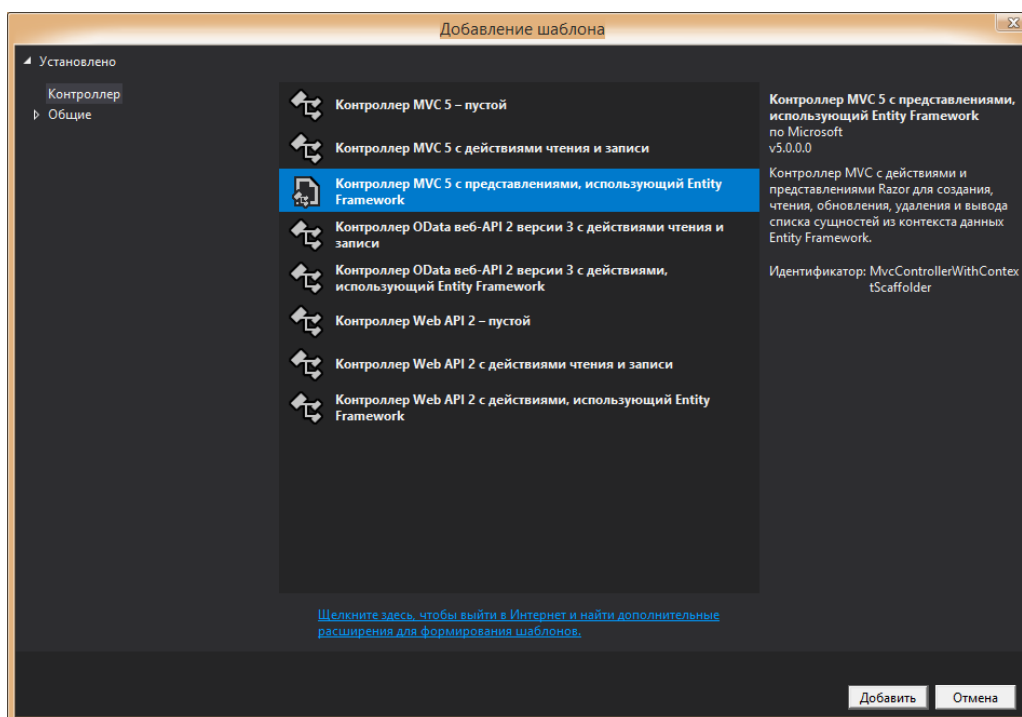 Добавление шаблона
Установлено
Контроллер
Общие
Контроллер MVC 5 – пустой
Контроллер MVC 5 с действиями чтения и записи
Контроллер MVC 5 с представлениями, использующий Entity
Framework
Контроллер OData веб-API 2 версии 3 с действиями чтения и
записи
Контроллер OData веб-API 2 версии 3 с действиями,
использующий Entity Framework
Контроллер Web API 2 – пустой
Контроллер Web API 2 с действиями чтения и записи
Контроллер Web API 2 с действиями, использующий Entity
Framework
Щелкните здесь, чтобы выйти в Интернет и найти дополнительные
расширения для формирования шаблонов.
Контроллер MVC 5 с представлениями,
использующий Entity Framework
по Microsoft
v5.0.0.0
Контроллер MVC с действиями и
представлениями Razor для создания,
чтения, обновления, удаления и вывода
списка сущностей из контекста данных
Entity Framework.
Идентификатор: MvcControllerWithContex
tScaffolder
Добавить
Отмена